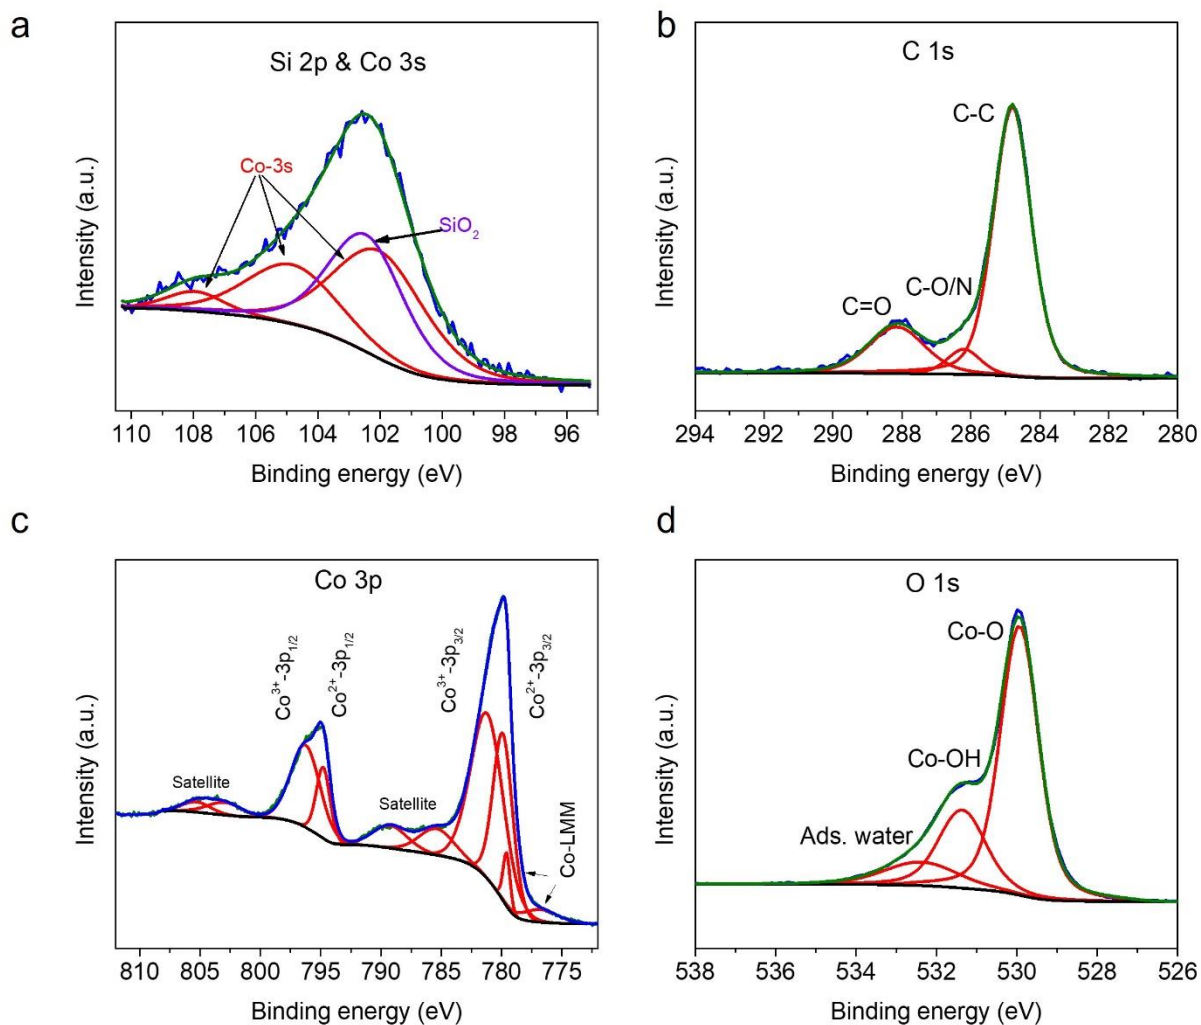 a
Si 2p & Co 3s
Co-3s
SiO₂
Intensity (a.u.)
110 108 106 104 102 100 98 96
Binding energy (eV)
b
C 1s
C-C
C-O/N
C=O
Intensity (a.u.)
294 292 290 288 286 284 282 280
Binding energy (eV)
c
Co 3p
Co³⁺-3p₁/₂
Co²⁺-3p₁/₂
Co³⁺-3p₃/₂
Co²⁺-3p₃/₂
Satellite
Satellite
Co-LMM
Intensity (a.u.)
810 805 800 795 790 785 780 775
Binding energy (eV)
d
O 1s
Co-O
Co-OH
Ads. water
Intensity (a.u.)
538 536 534 532 530 528 526
Binding energy (eV)